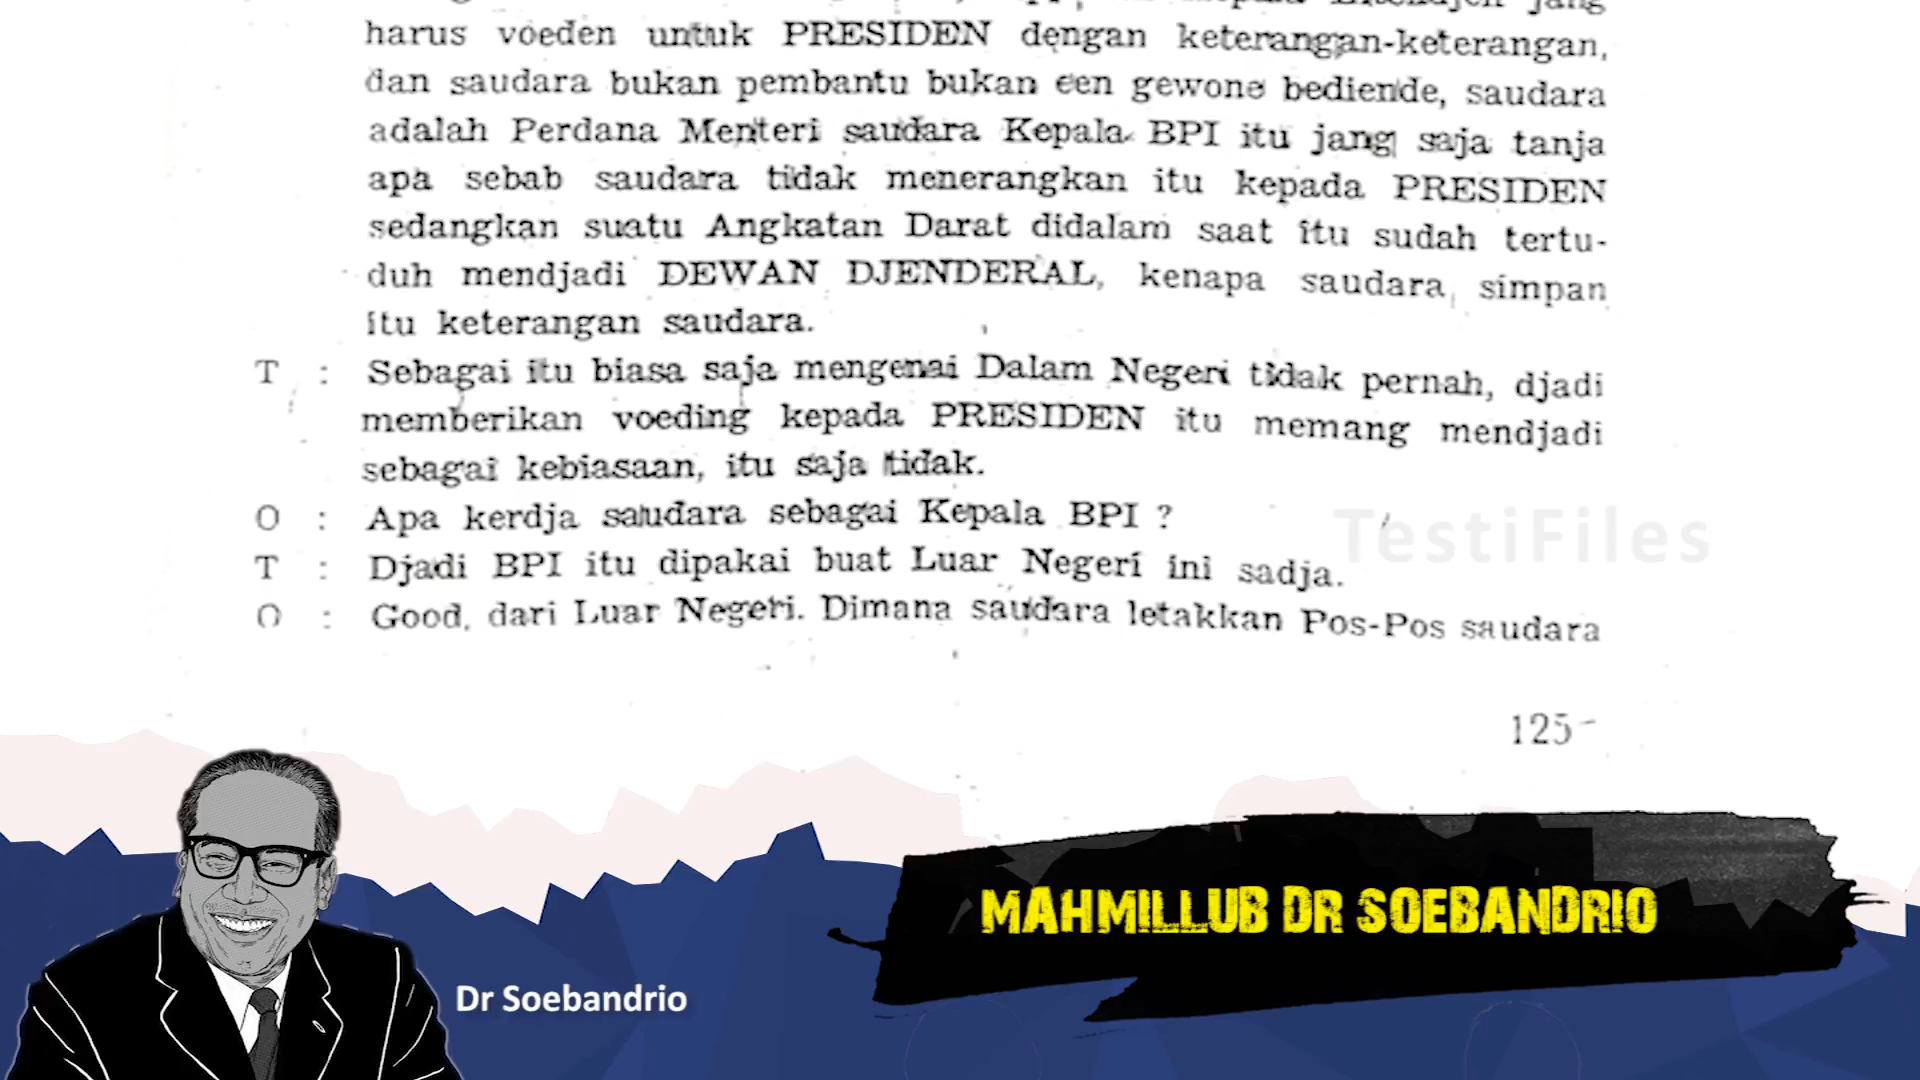 harus voeden untuk PRESIDEN dengan keterangan-keterangan,
dan saudara bukan pembantu bukan een gewone bediende, saudara
adalah Perdana Menteri saudara Kepala BPI itu jang saja tanja
apa sebab saudara tidak menerangkan itu kepada PRESIDEN
sedangkan suatu Angkatan Darat didalam saat itu sudah tertu-
duh mendjadi DEWAN DJENDERAL, kenapa saudara simpan
itu keterangan saudara.
T : Sebagai itu biasa saja mengenai Dalam Negeri tidak pernah, djadi
memberikan voeding kepada PRESIDEN itu memang mendjadi
sebagai kebiasaan, itu saja tidak.
O : Apa kerdja saudara sebagai Kepala BPI ?
T : Djadi BPI itu dipakai buat Luar Negeri ini sadja.
O : Good, dari Luar Negeri. Dimana saudara letakkan Pos-Pos saudara
TestiFiles
125
MAHMILLUB DR SOEBANDRIO
Dr Soebandrio